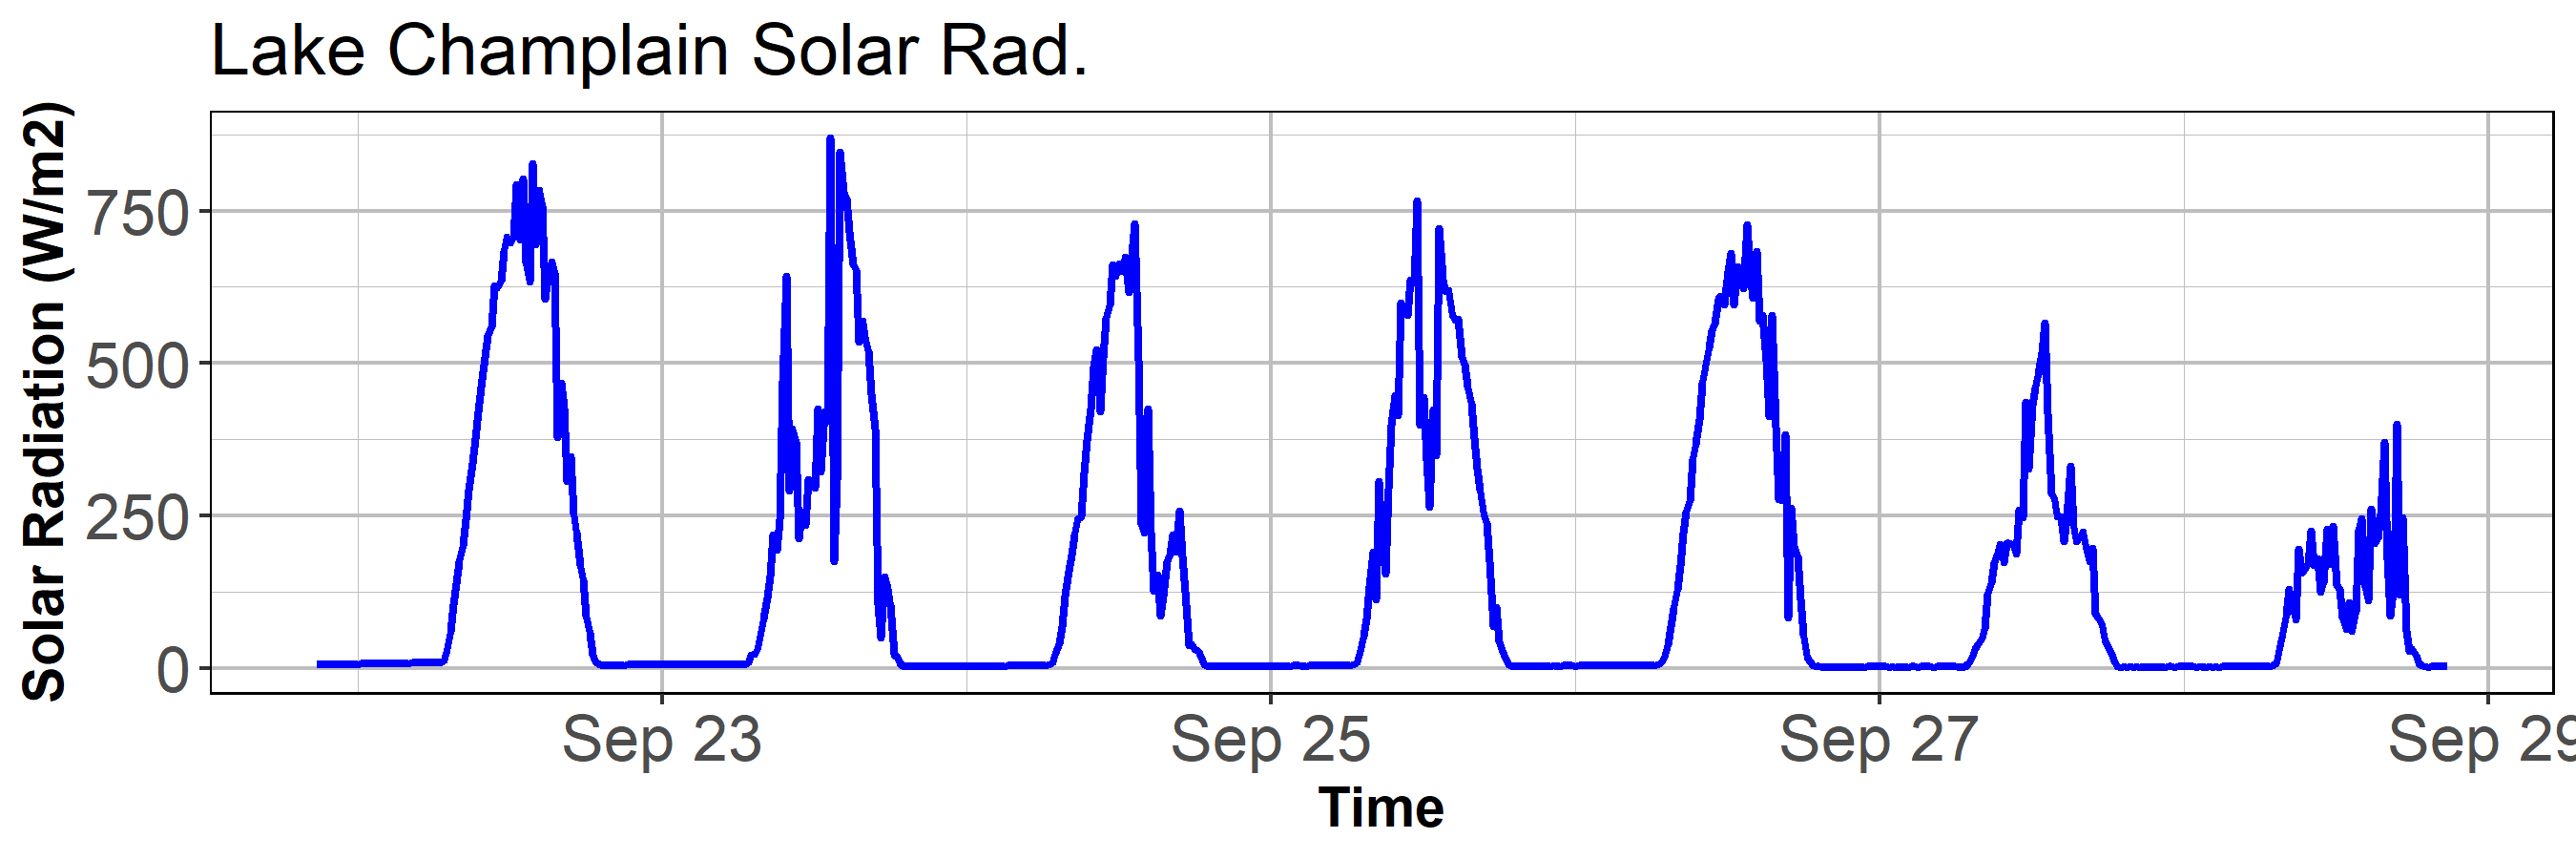 Lake Champlain Solar Rad.
Solar Radiation (W/m2)
750
500
250
0
Sep 23
Sep 25
Sep 27
Sep 29
Time